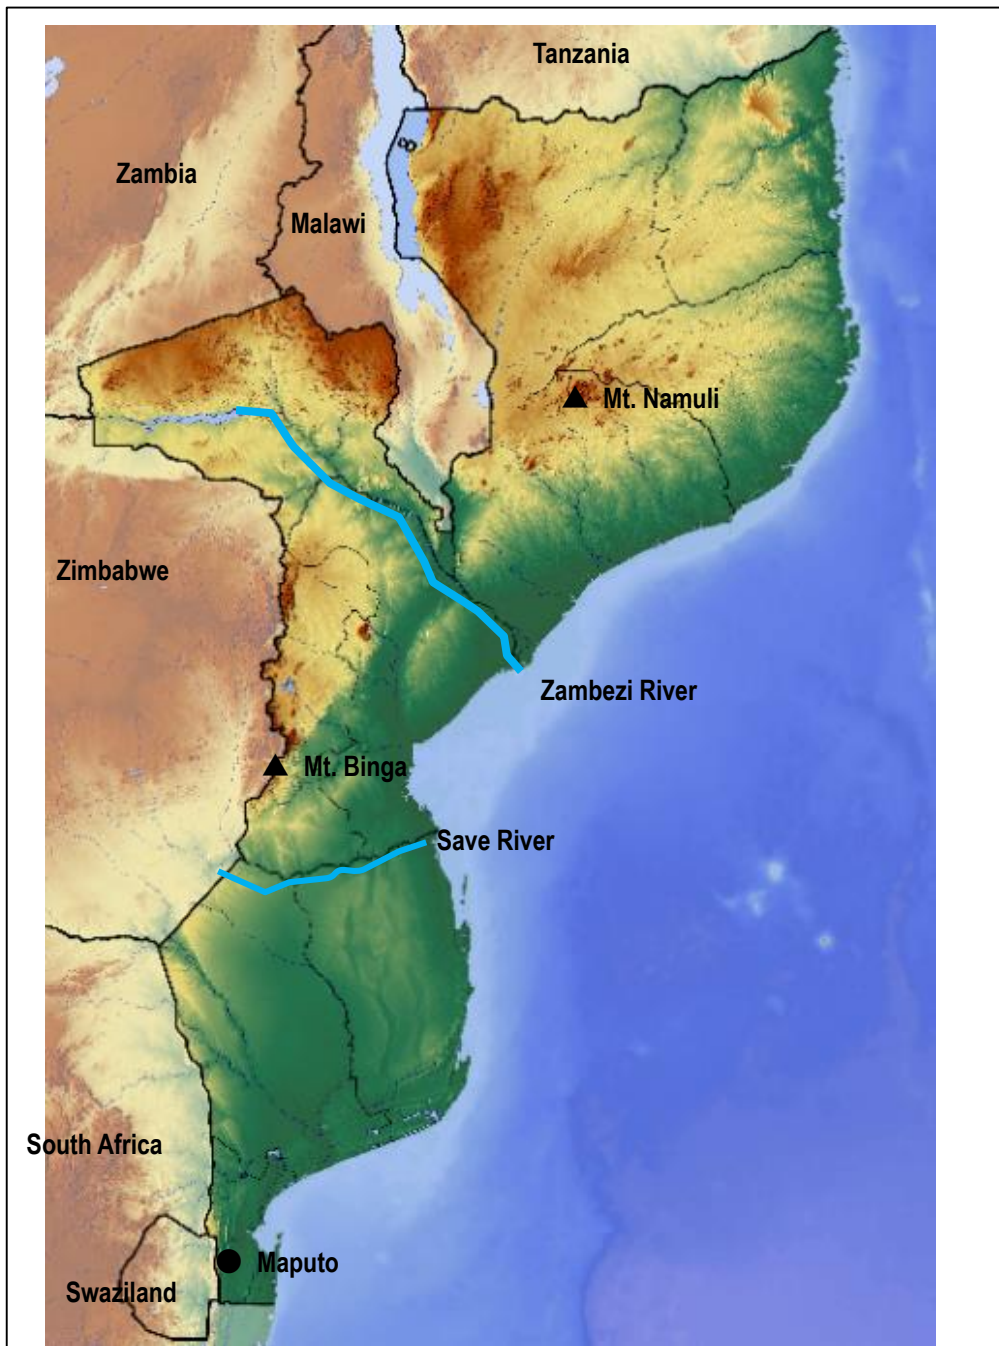 Tanzania
Zambia
Malawi
Mt. Namuli
Zimbabwe
Zambezi River
Mt. Binga
Save River
South Africa
Maputo
Swaziland